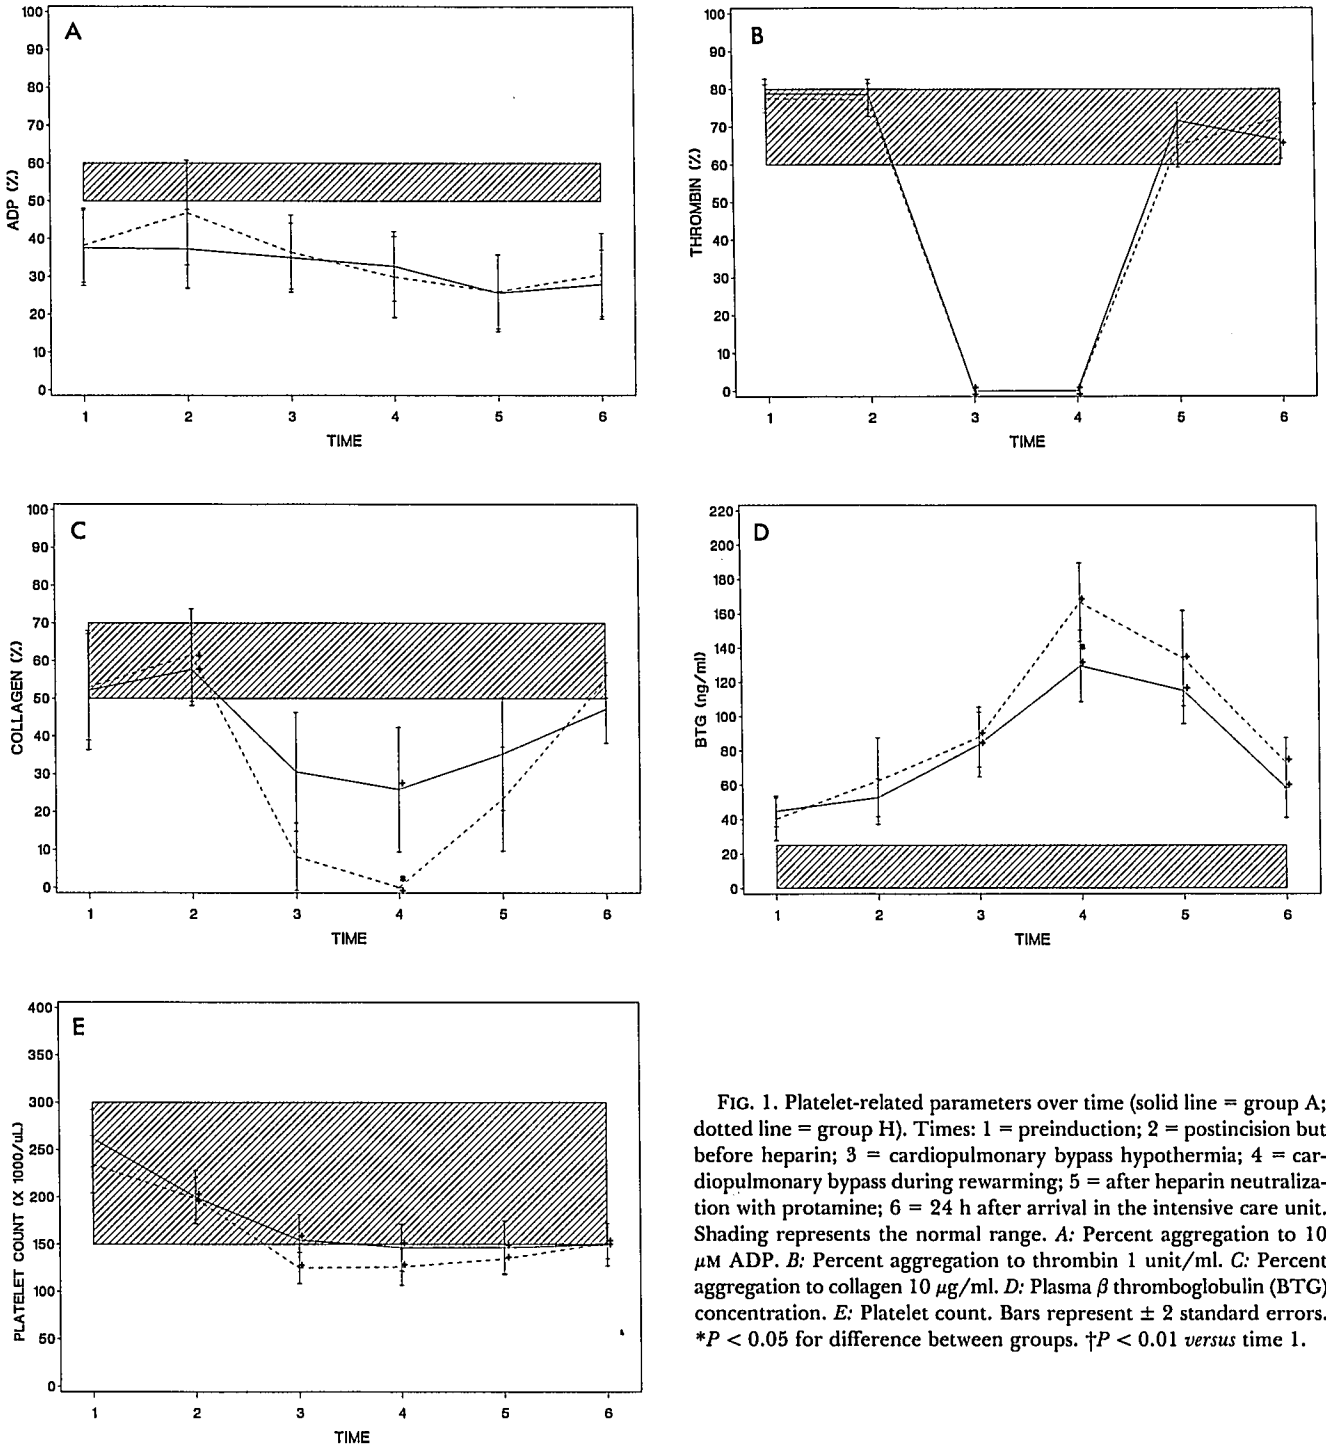 A
100
90
80
70
60
50
40
30
20
10
0
ADP (%)
1 2 3 4 5 6
TIME
B
100
90
80
70
60
50
40
30
20
10
0
THROMBIN (%)
1 2 3 4 5 6
TIME
C
100
90
80
70
60
50
40
30
20
10
0
COLLAGEN (%)
1 2 3 4 5 6
TIME
D
220
200
180
160
140
120
100
80
60
40
20
0
BTG (ng/ml)
1 2 3 4 5 6
TIME
E
400
350
300
250
200
150
100
50
0
PLATELET COUNT (X 1000/uL)
1 2 3 4 5 6
TIME
FIG. 1. Platelet-related parameters over time (solid line = group A;
dotted line = group H). Times: 1 = preinduction; 2 = postincision but
before heparin; 3 = cardiopulmonary bypass hypothermia; 4 = car-
diopulmonary bypass during rewarming; 5 = after heparin neutraliza-
tion with protamine; 6 = 24 h after arrival in the intensive care unit.
Shading represents the normal range. A: Percent aggregation to 10
μM ADP. B: Percent aggregation to thrombin 1 unit/ml. C: Percent
aggregation to collagen 10 μg/ml. D: Plasma β thromboglobulin (BTG)
concentration. E: Platelet count. Bars represent ± 2 standard errors.
*P < 0.05 for difference between groups. †P < 0.01 versus time 1.